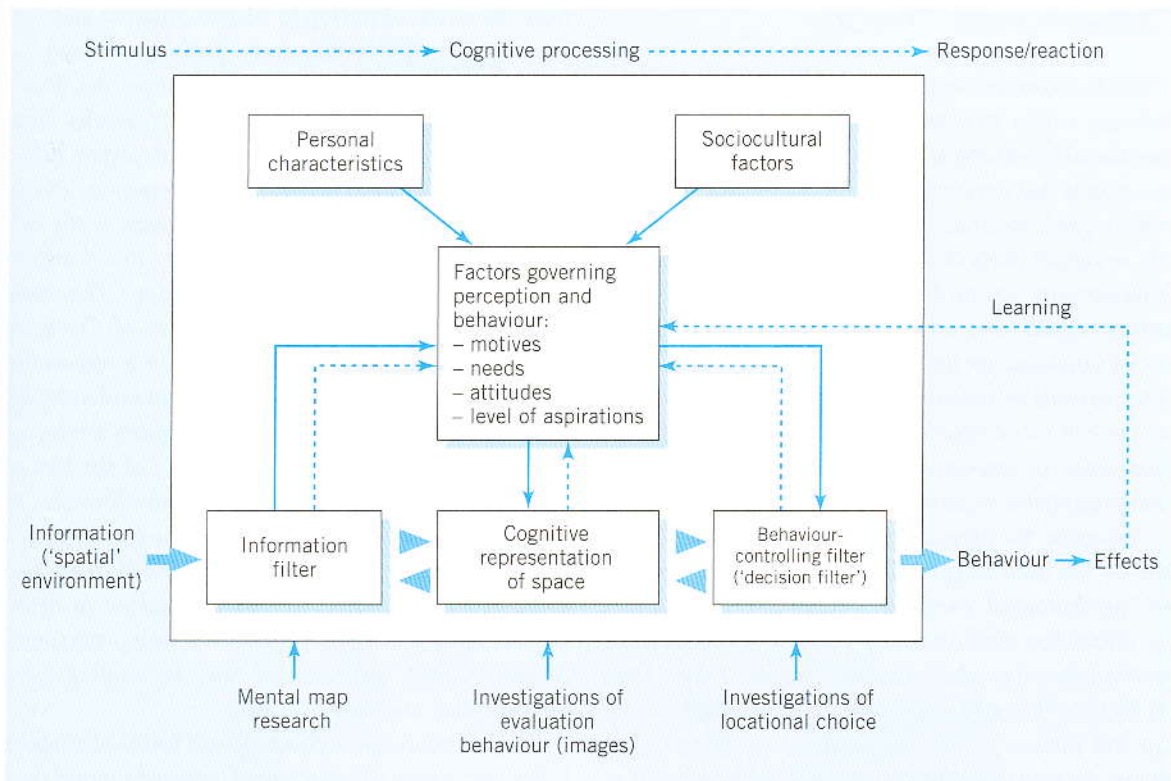 Stimulus
Cognitive processing
Response/reaction
Personal
characteristics
Sociocultural
factors
Factors governing
perception and
behaviour:
– motives
– needs
– attitudes
– level of aspirations
Learning
Information
('spatial'
environment)
Information
filter
Cognitive
representation
of space
Behaviour-
controlling filter
('decision filter')
Behaviour
Effects
Mental map
research
Investigations of
evaluation
behaviour (images)
Investigations of
locational choice